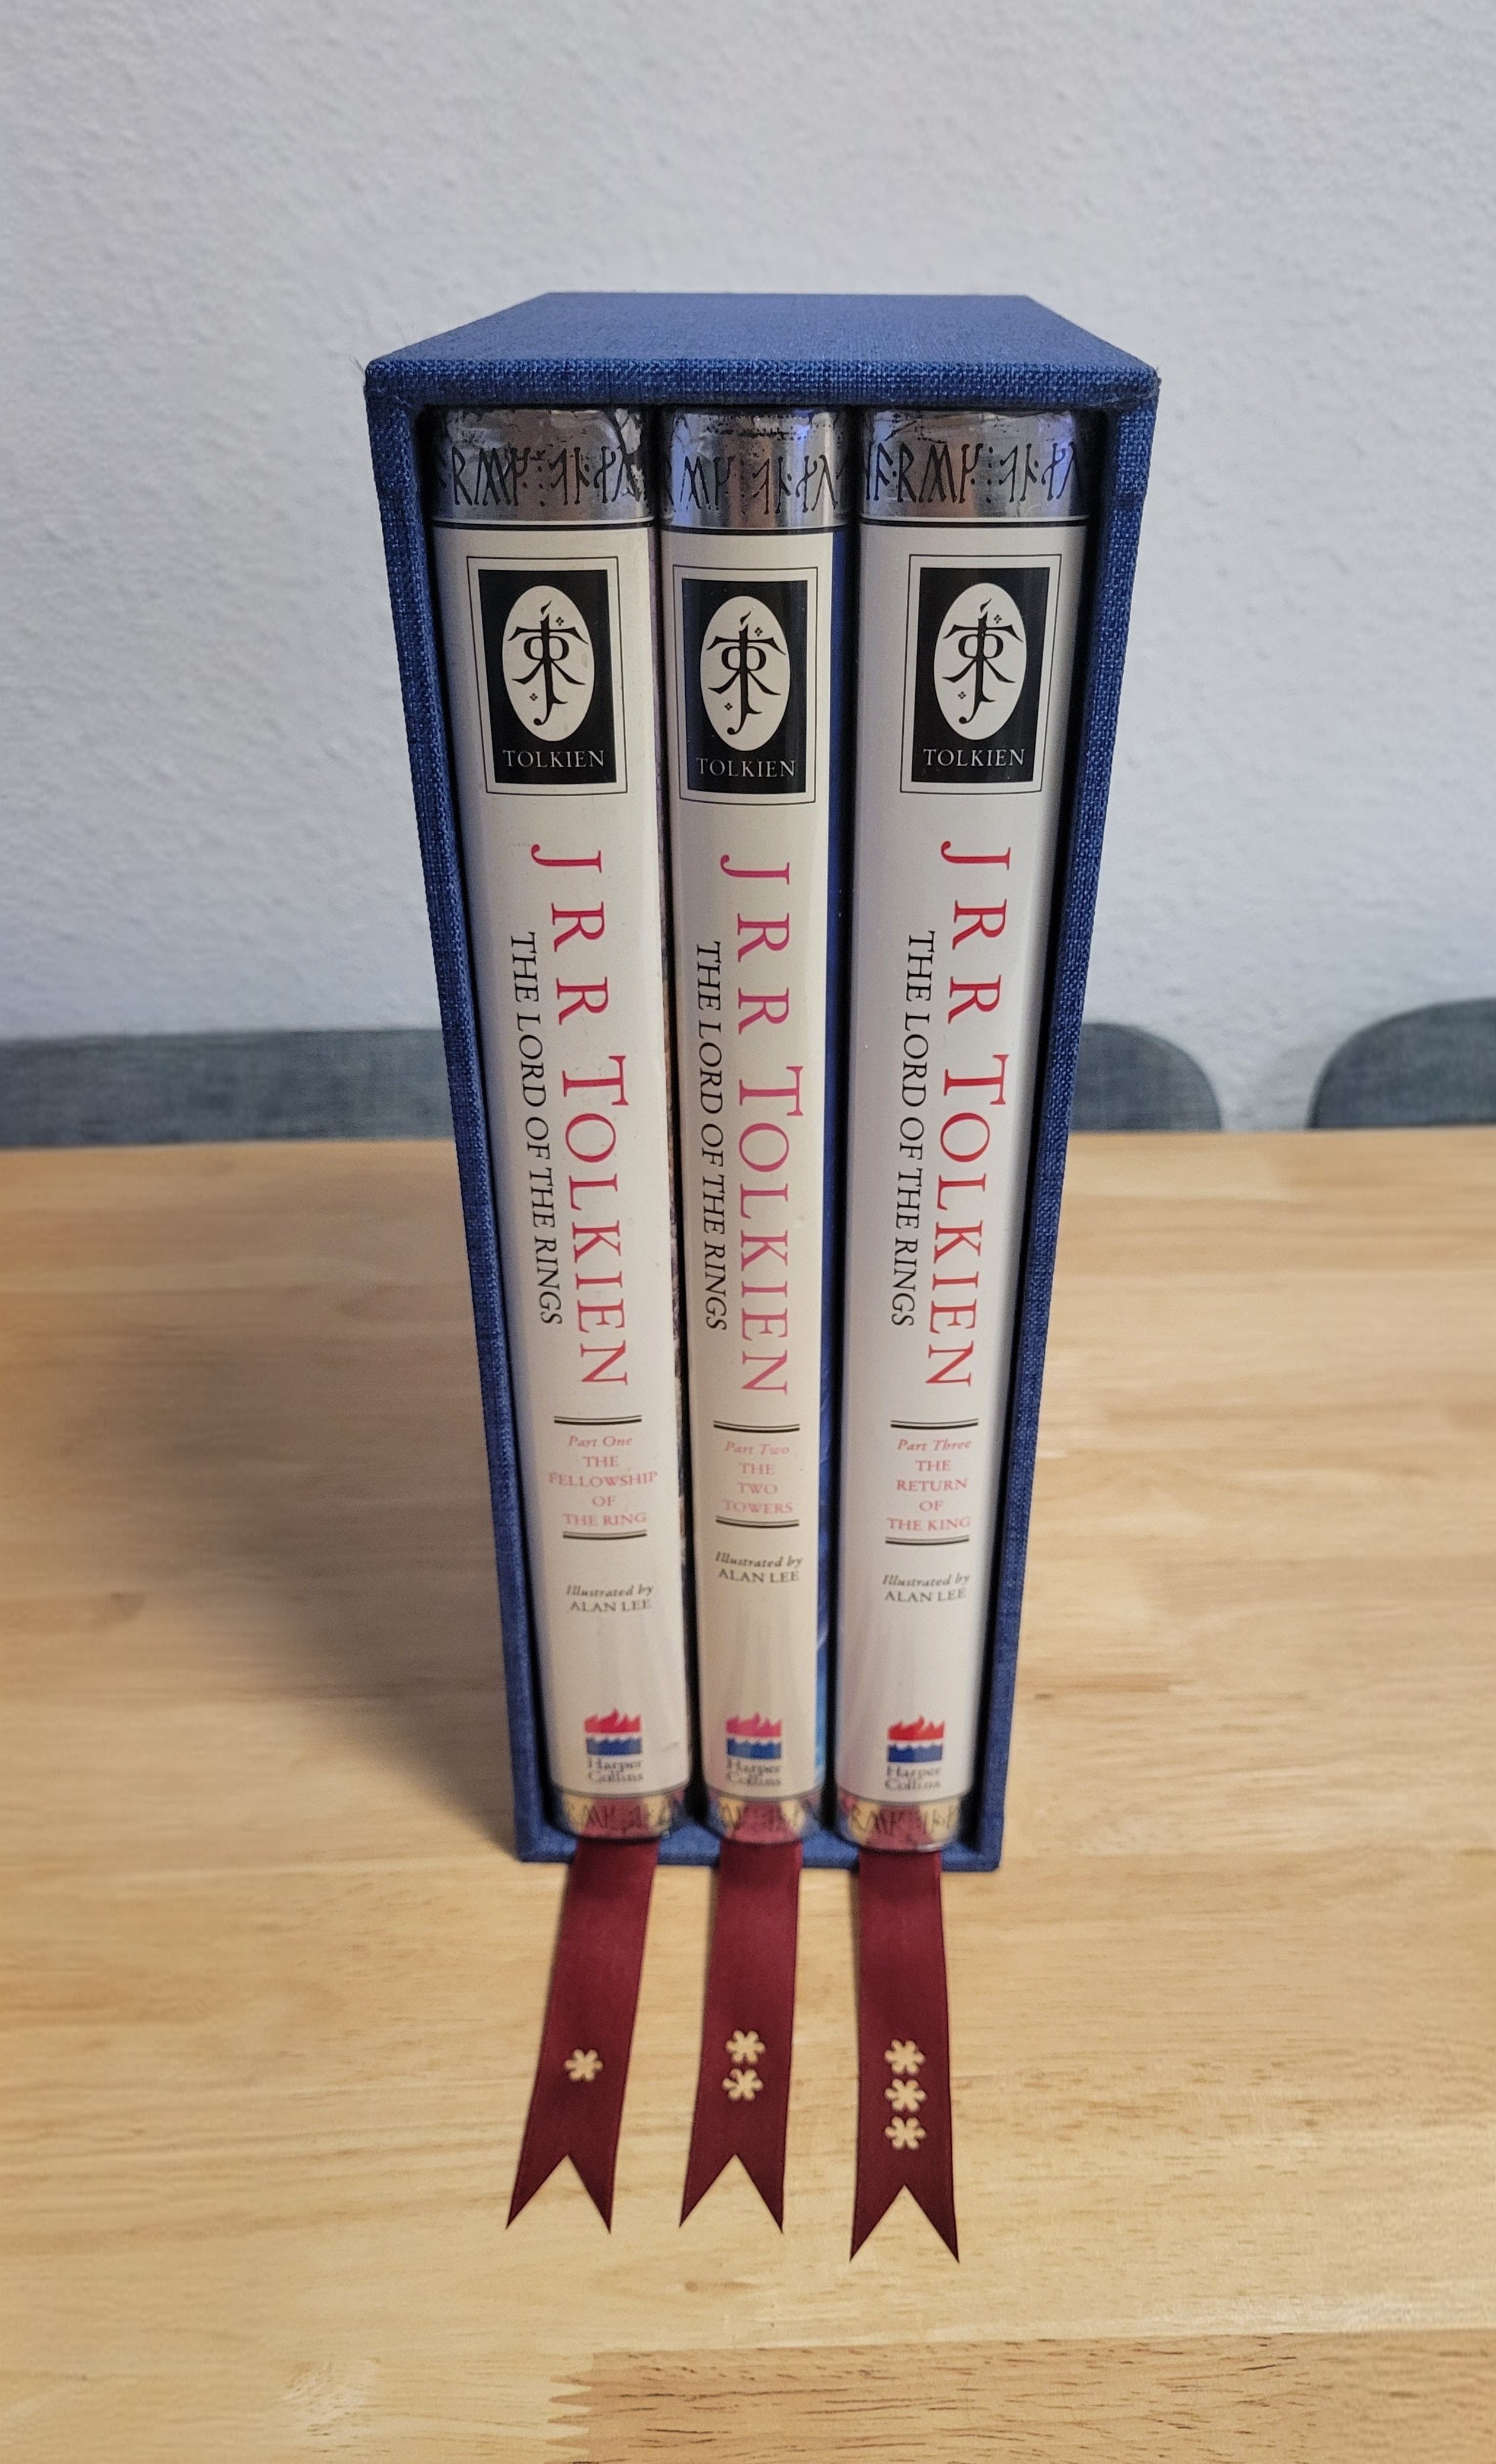 TOLKIEN
J R R TOLKIEN
THE LORD OF THE RINGS
Part One
THE
FELLOWSHIP
OF
THE RING
Illustrated by
ALAN LEE
Harper
Collins
TOLKIEN
J R R TOLKIEN
THE LORD OF THE RINGS
Part Two
THE
TWO
TOWERS
Illustrated by
ALAN LEE
Harper
Collins
TOLKIEN
J R R TOLKIEN
THE LORD OF THE RINGS
Part Three
THE
RETURN
OF
THE KING
Illustrated by
ALAN LEE
Harper
Collins